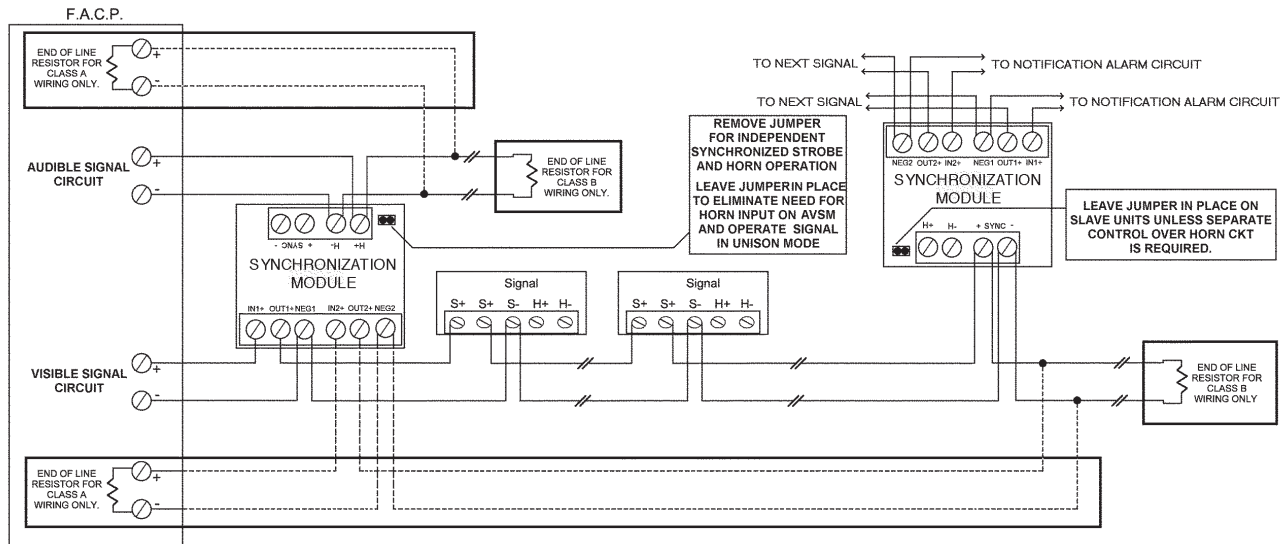 F.A.C.P.
END OF LINE
RESISTOR FOR
CLASS A
WIRING ONLY.
+
-
AUDIBLE SIGNAL
CIRCUIT
+
-
END OF LINE
RESISTOR FOR
CLASS B
WIRING ONLY.
- SYNC + H- H+
SYNCHRONIZATION
MODULE
IN1+ OUT1+ NEG1 IN2+ OUT2+ NEG2
REMOVE JUMPER
FOR INDEPENDENT
SYNCHRONIZED STROBE
AND HORN OPERATION
LEAVE JUMPERIN PLACE
TO ELIMINATE NEED FOR
HORN INPUT ON AVSM
AND OPERATE SIGNAL
IN UNISON MODE
TO NEXT SIGNAL
TO NOTIFICATION ALARM CIRCUIT
TO NEXT SIGNAL
TO NOTIFICATION ALARM CIRCUIT
NEG2 OUT2+ IN2+ NEG1 OUT1+ IN1+
SYNCHRONIZATION
MODULE
H+ H- + SYNC -
LEAVE JUMPER IN PLACE ON
SLAVE UNITS UNLESS SEPARATE
CONTROL OVER HORN CKT
IS REQUIRED.
Signal
S+ S+ S- H+ H-
Signal
S+ S+ S- H+ H-
VISIBLE SIGNAL
CIRCUIT
+
-
END OF LINE
RESISTOR FOR
CLASS B
WIRING ONLY
END OF LINE
RESISTOR FOR
CLASS A
WIRING ONLY.
+
-